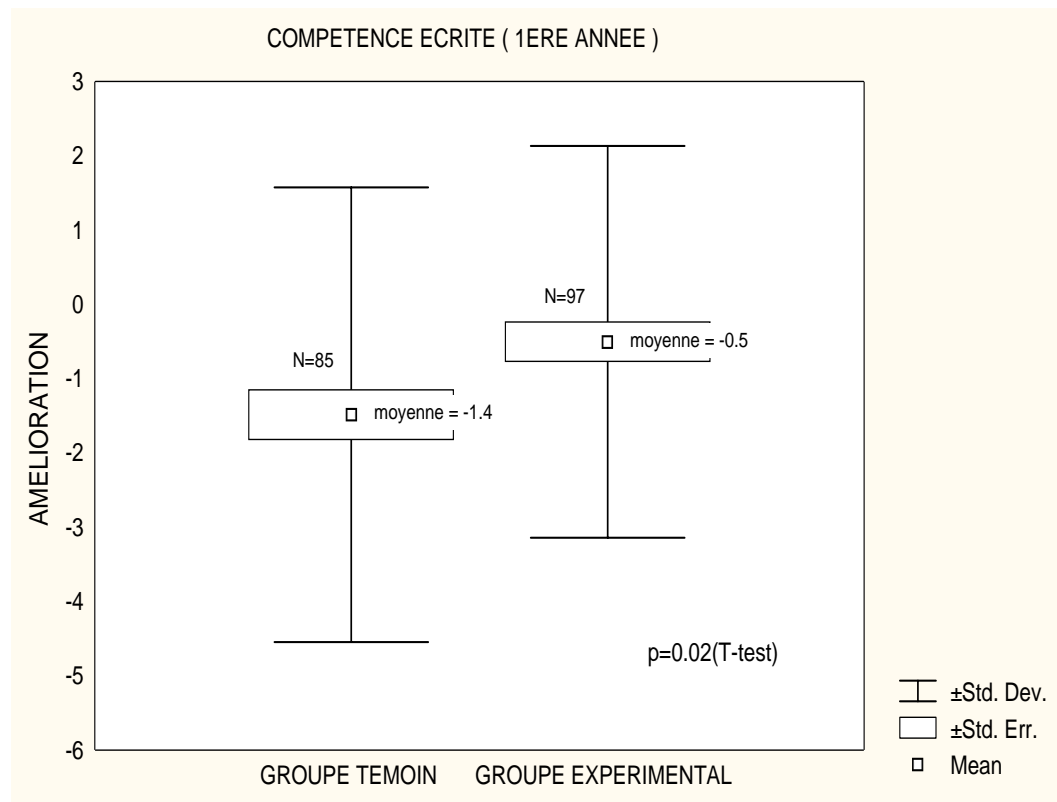 COMPETENCE ECRITE ( 1ERE ANNEE )
AMELIORATION
3
2
1
0
-1
-2
-3
-4
-5
-6
N=85
moyenne = -1.4
N=97
moyenne = -0.5
p=0.02(T-test)
GROUPE TEMOIN
GROUPE EXPERIMENTAL
±Std. Dev.
±Std. Err.
Mean